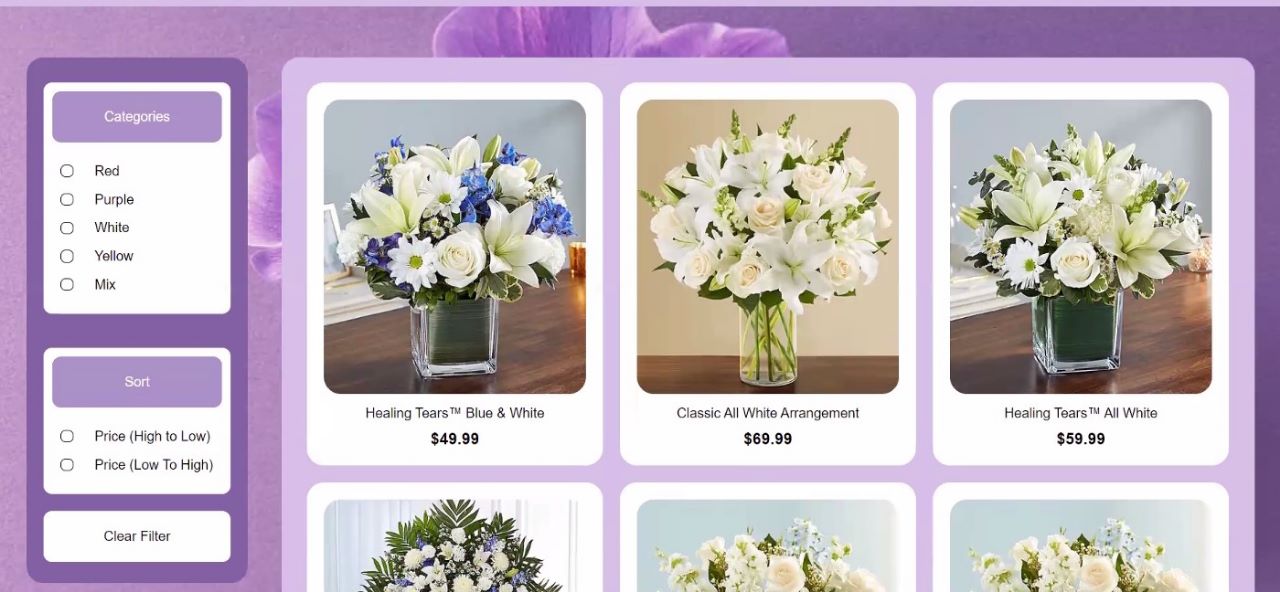 Categories
Red
Purple
White
Yellow
Mix
Sort
Price (High to Low)
Price (Low To High)
Clear Filter
Healing Tears™ Blue & White
$49.99
Classic All White Arrangement
$69.99
Healing Tears™ All White
$59.99